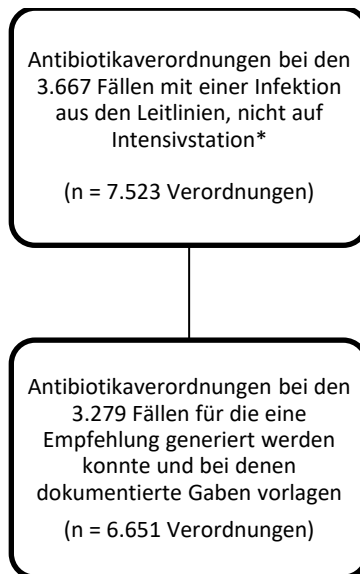 Antibiotikaverordnungen bei den
3.667 Fällen mit einer Infektion
aus den Leitlinien, nicht auf
Intensivstation*
(n = 7.523 Verordnungen)
Antibiotikaverordnungen bei den
3.279 Fällen für die eine
Empfehlung generiert werden
konnte und bei denen
dokumentierte Gaben vorlagen
(n = 6.651 Verordnungen)